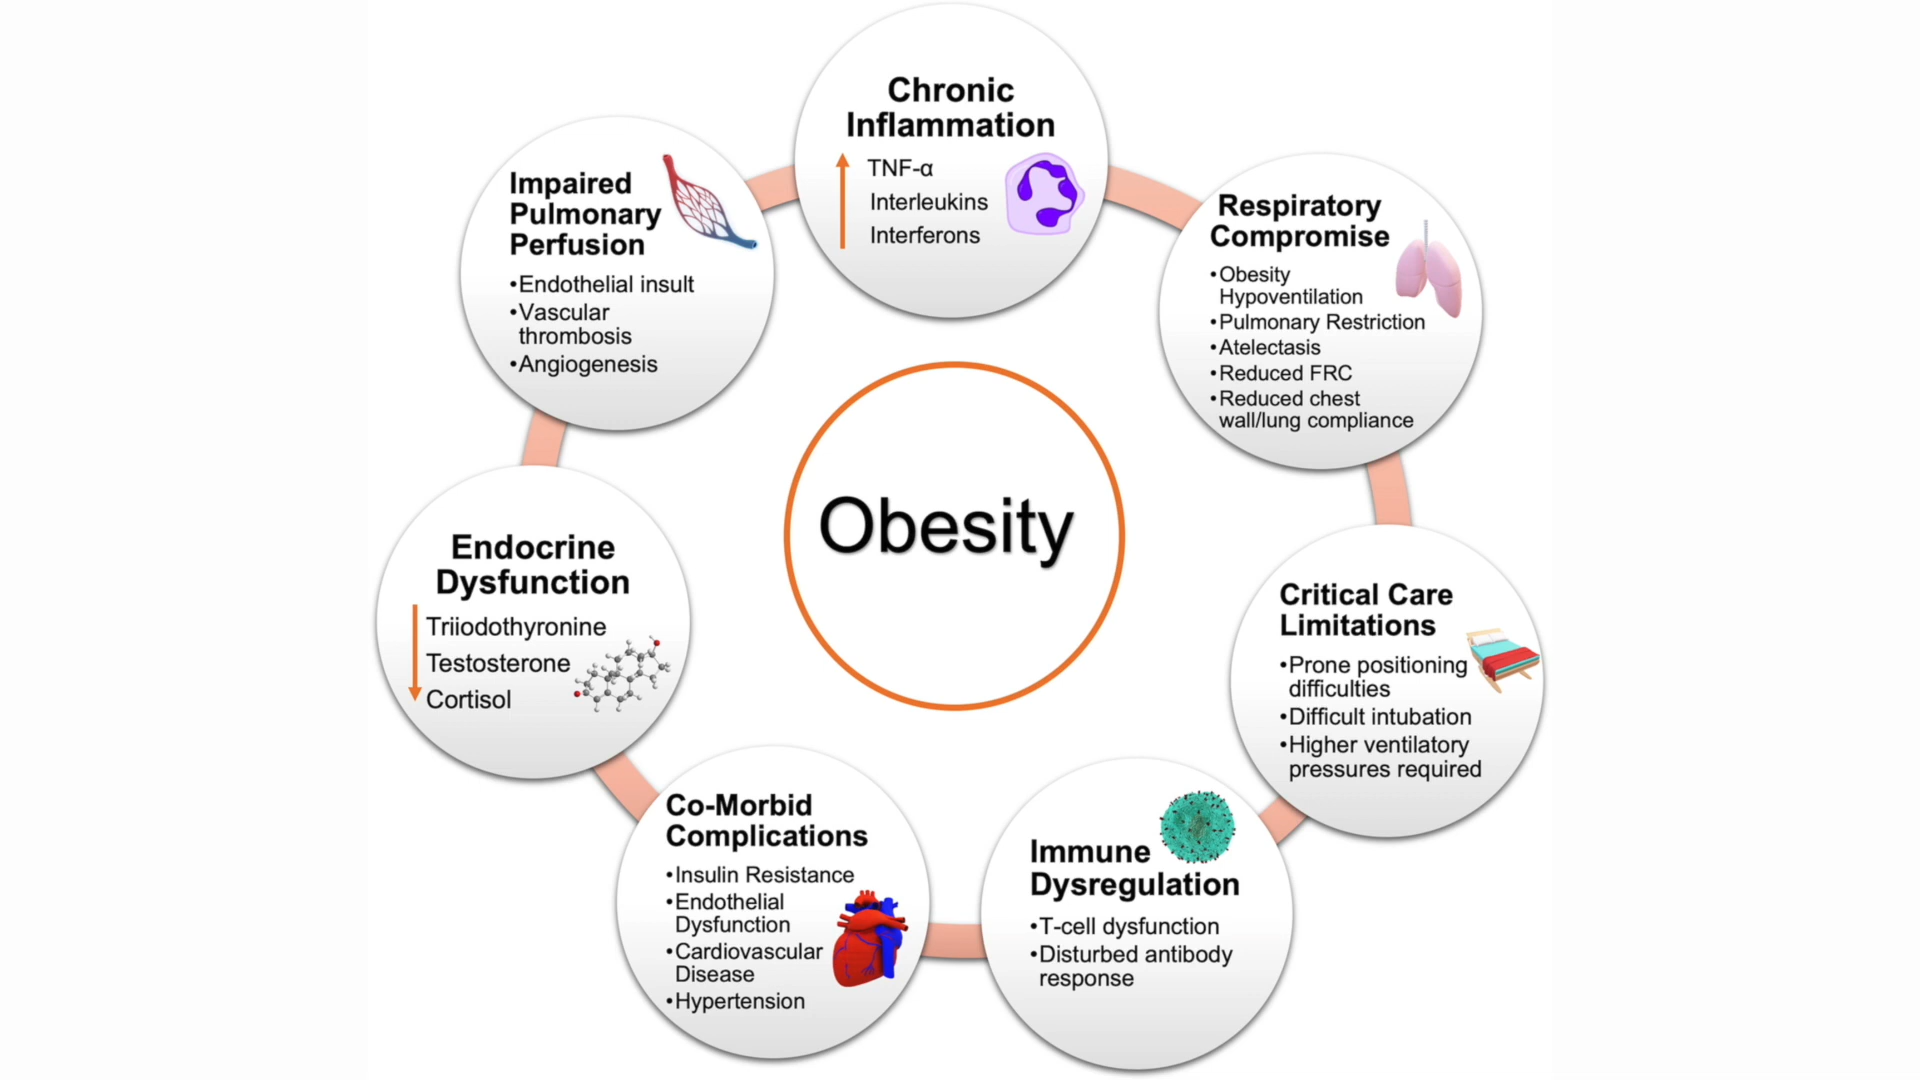 Chronic
Inflammation
TNF-α
Interleukins
Interferons
Respiratory
Compromise
•Obesity
Hypoventilation
•Pulmonary Restriction
•Atelectasis
•Reduced FRC
•Reduced chest
wall/lung compliance
Critical Care
Limitations
•Prone positioning
difficulties
•Difficult intubation
•Higher ventilatory
pressures required
Immune
Dysregulation
•T-cell dysfunction
•Disturbed antibody
response
Co-Morbid
Complications
•Insulin Resistance
•Endothelial
Dysfunction
•Cardiovascular
Disease
•Hypertension
Endocrine
Dysfunction
Triiodothyronine
Testosterone
Cortisol
Impaired
Pulmonary
Perfusion
•Endothelial insult
•Vascular
thrombosis
•Angiogenesis
Obesity